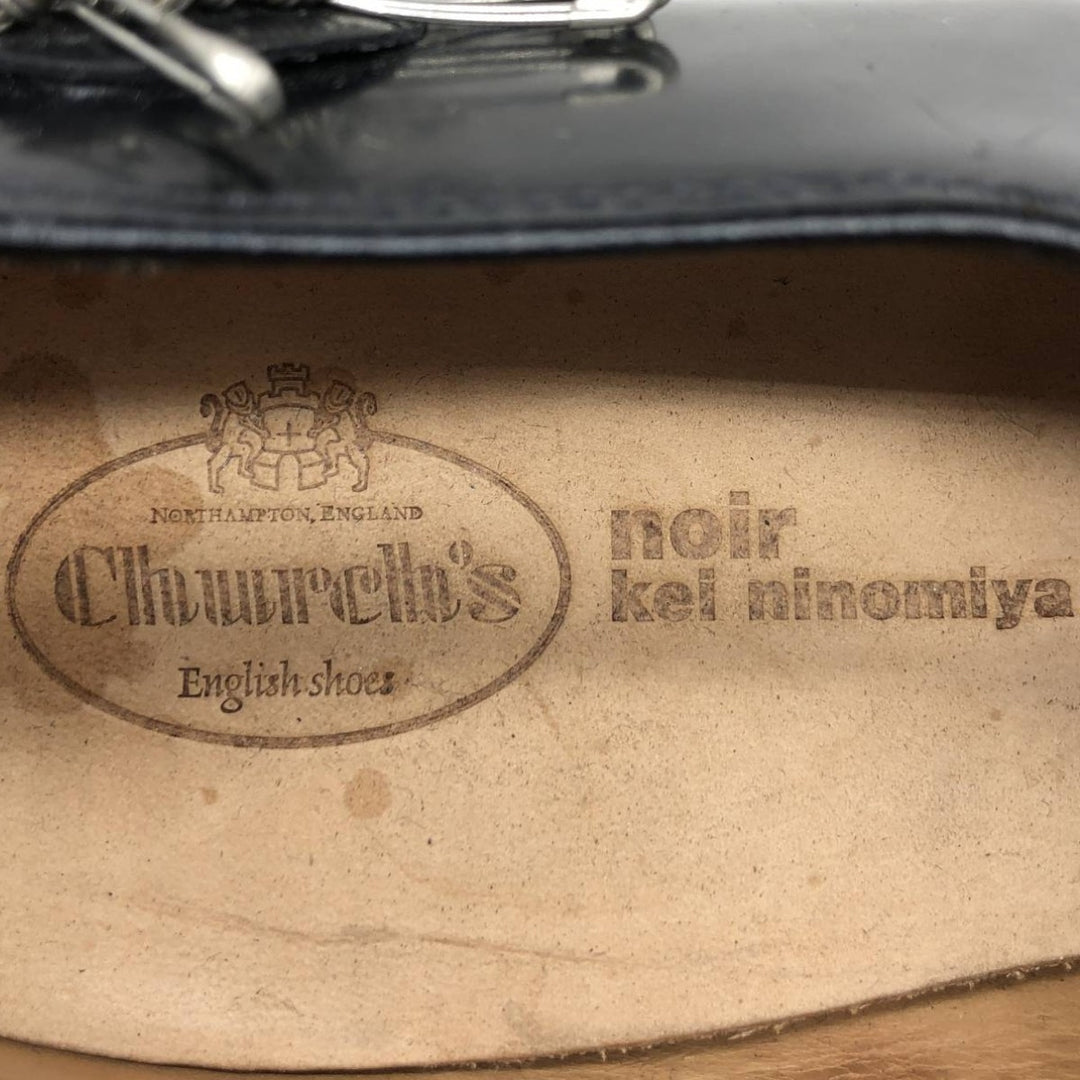 NORTHAMPTON, ENGLAND
Church's
English shoes
noir
kei ninomiya